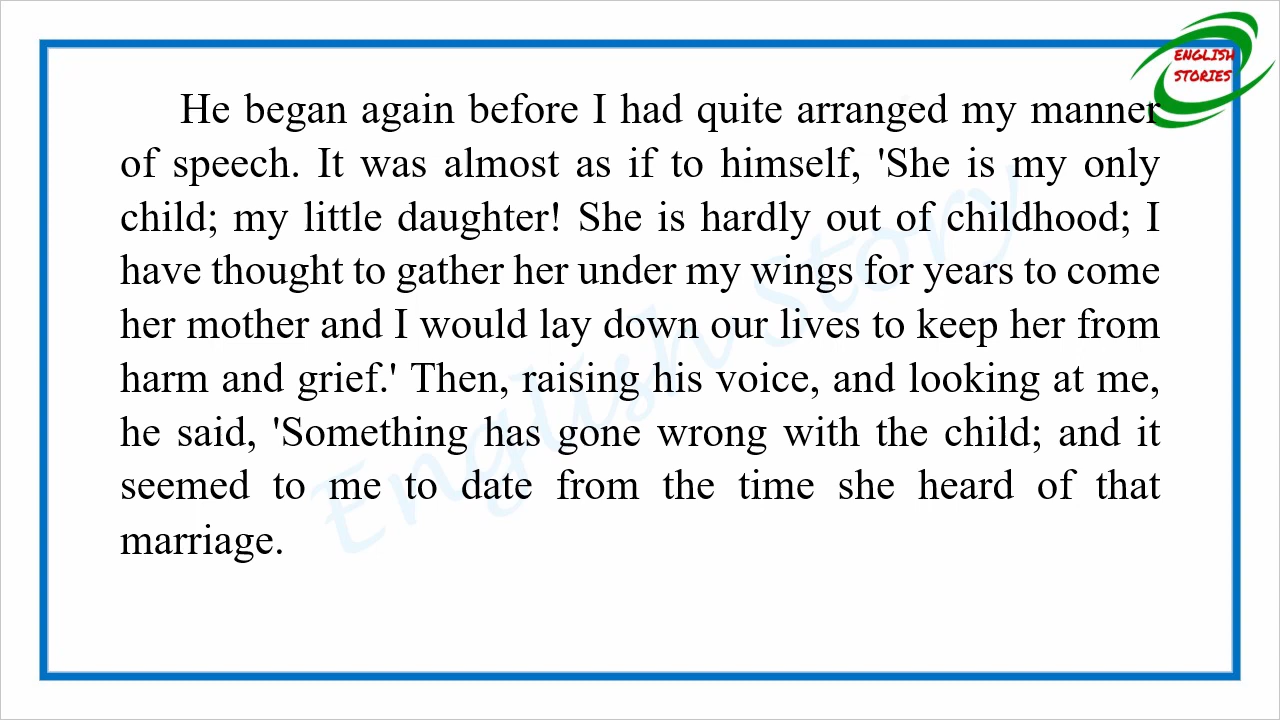 ENGLISH
STORIES
He began again before I had quite arranged my manner
of speech. It was almost as if to himself, 'She is my only
child; my little daughter! She is hardly out of childhood; I
have thought to gather her under my wings for years to come
her mother and I would lay down our lives to keep her from
harm and grief.' Then, raising his voice, and looking at me,
he said, 'Something has gone wrong with the child; and it
seemed to me to date from the time she heard of that
marriage.
English Story